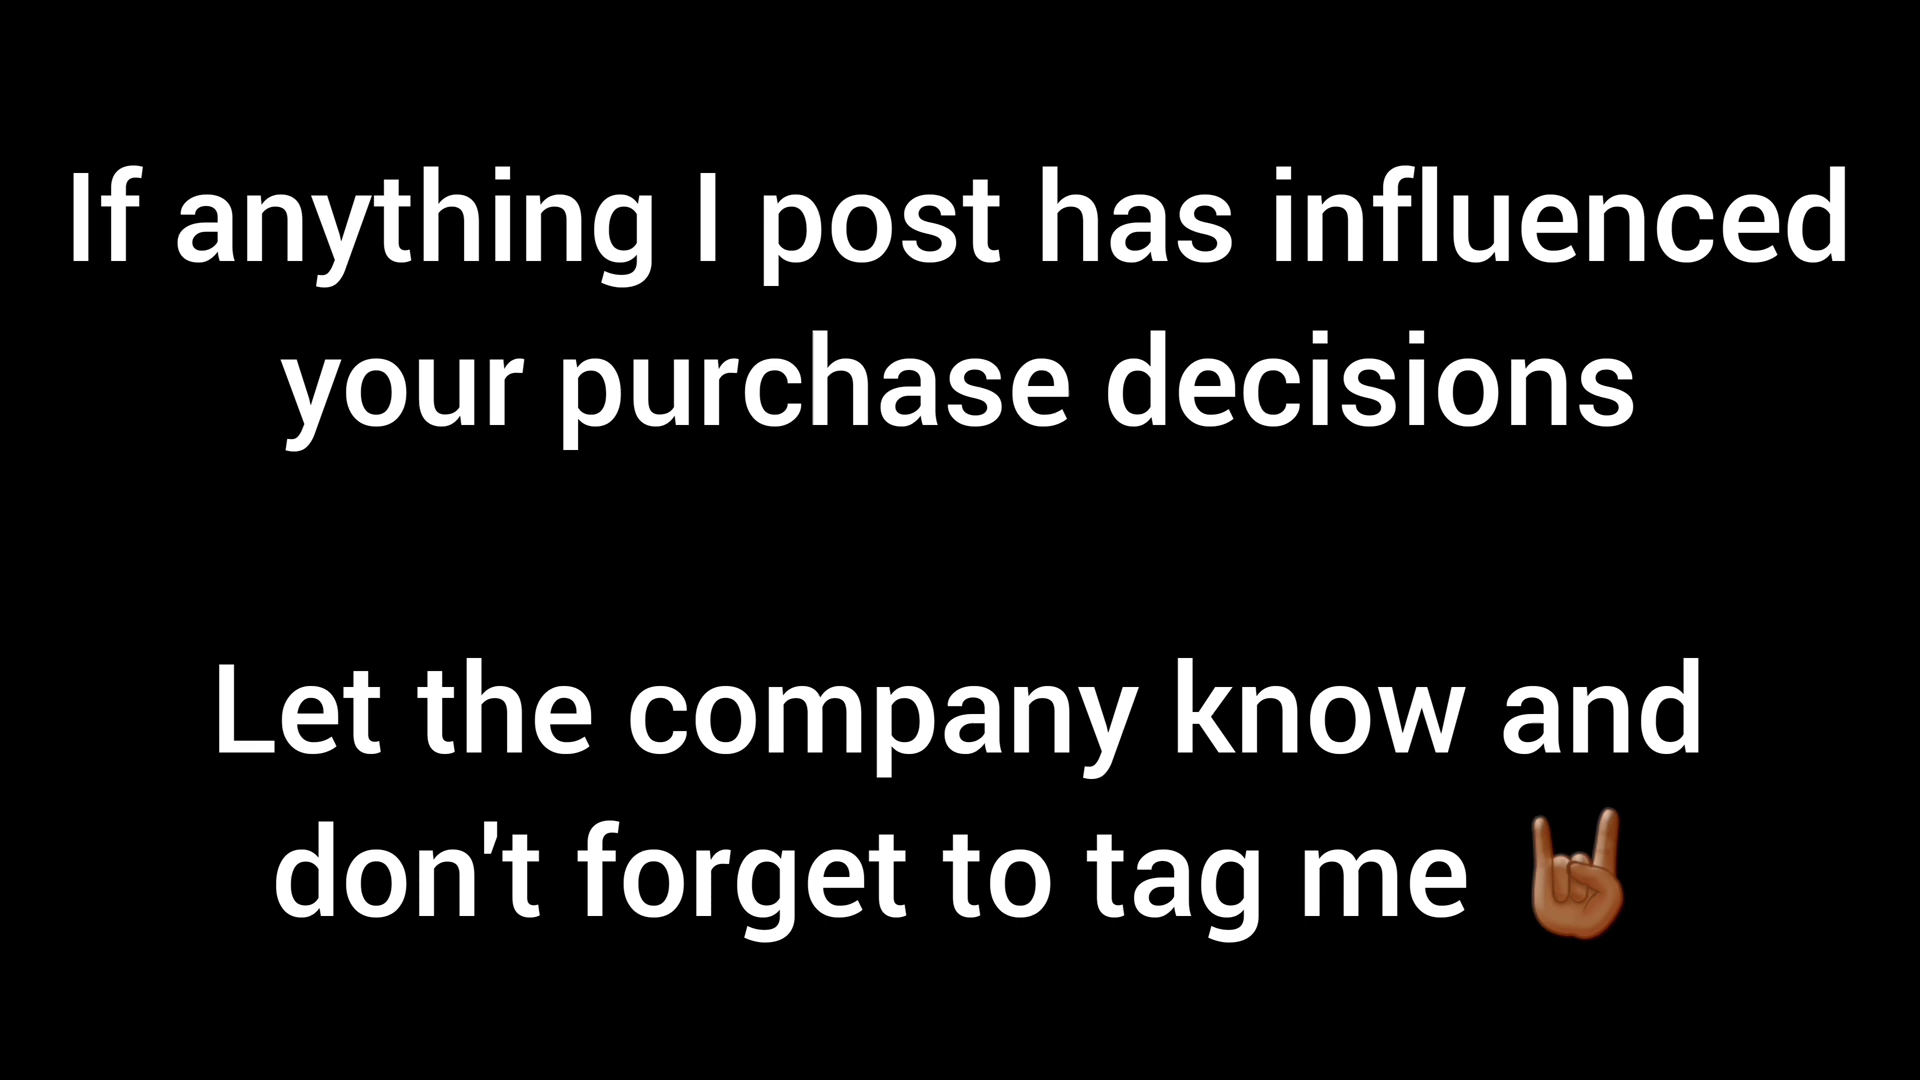 If anything I post has influenced
your purchase decisions
Let the company know and
don't forget to tag me 🤘🏾